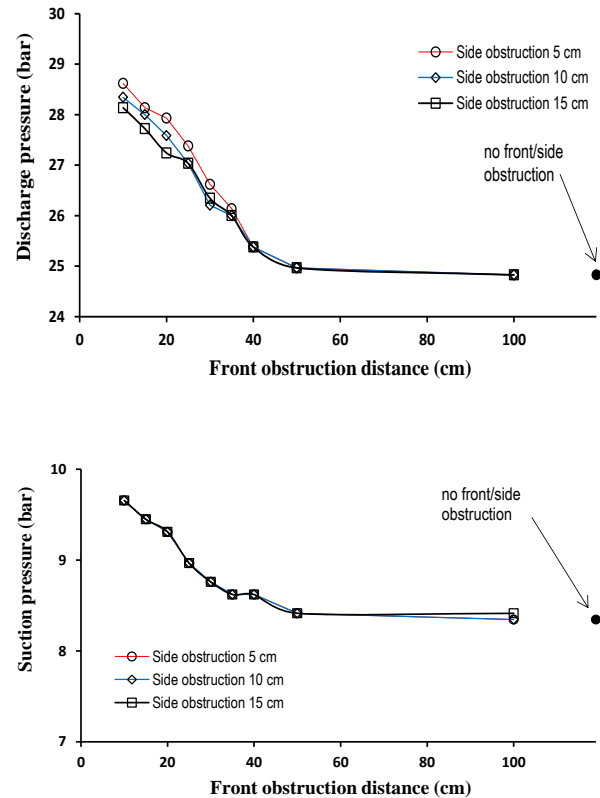 30
29
28
27
26
25
24
Discharge pressure (bar)
Side obstruction 5 cm
Side obstruction 10 cm
Side obstruction 15 cm
no front/side
obstruction
0
20
40
60
80
100
Front obstruction distance (cm)
10
9
8
7
Suction pressure (bar)
no front/side
obstruction
Side obstruction 5 cm
Side obstruction 10 cm
Side obstruction 15 cm
0
20
40
60
80
100
Front obstruction distance (cm)